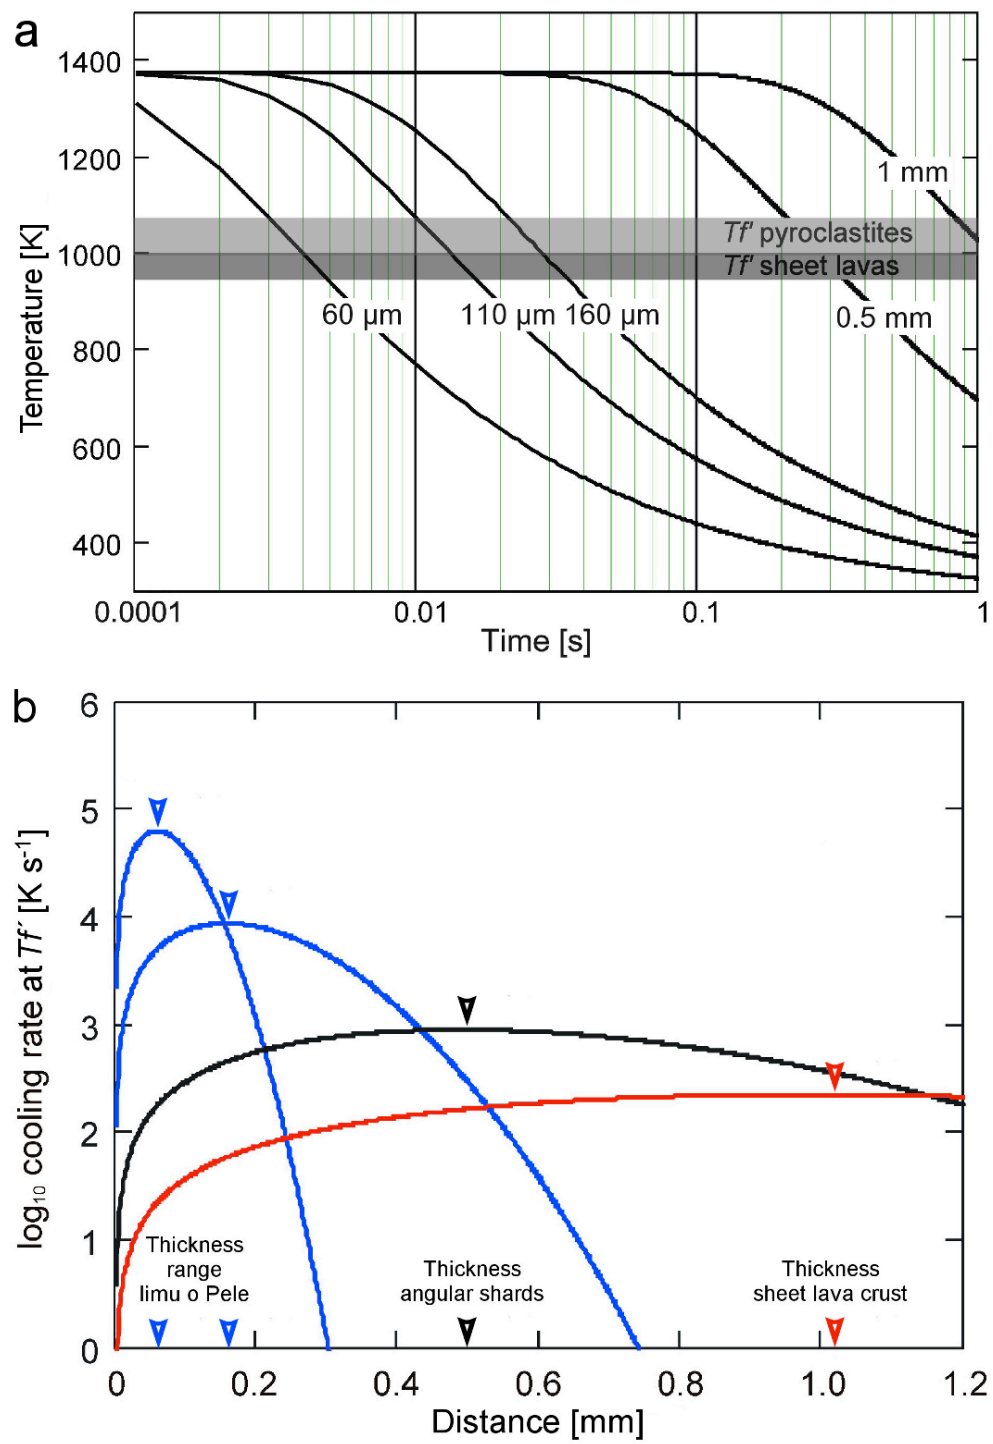 a
1400
1200
1000
800
600
400
Temperature [K]
1 mm
Tf' pyroclastites
Tf' sheet lavas
60 µm
110 µm
160 µm
0.5 mm
0.0001
0.01
0.1
1
Time [s]
b
6
5
4
3
2
1
0
log10 cooling rate at Tf´ [K s-1]
Thickness
range
limu o Pele
Thickness
angular shards
Thickness
sheet lava crust
0
0.2
0.4
0.6
0.8
1.0
1.2
Distance [mm]